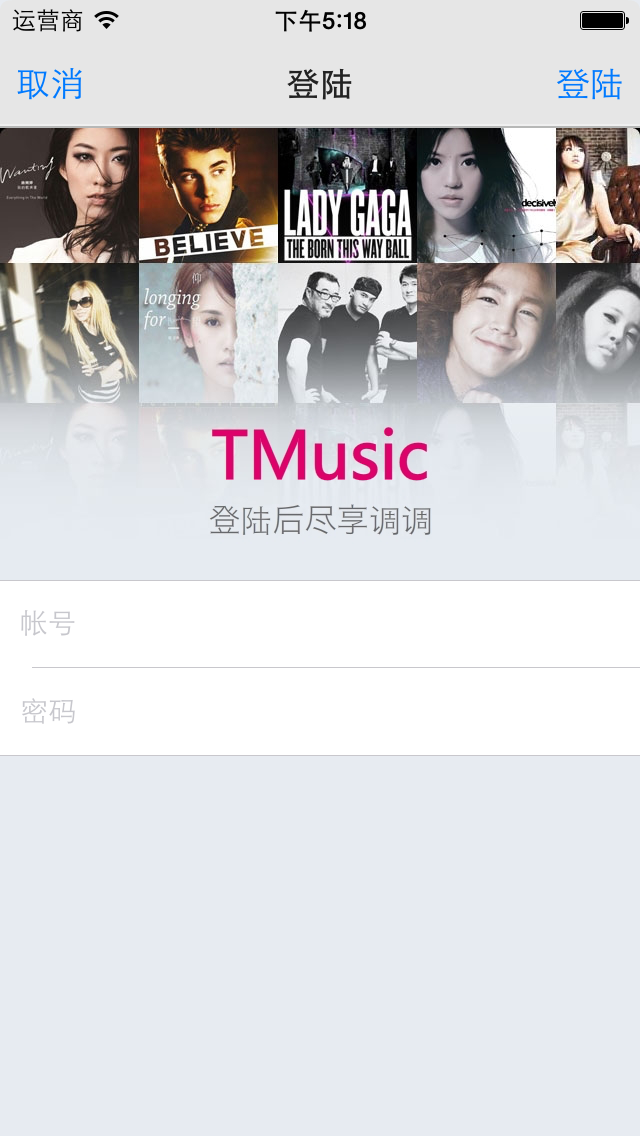 运营商 下午5:18
取消 登陆 登陆
Wanting
Everything In The World
BELIEVE
LADY GAGA
THE BORN THIS WAY BALL
decisively
仰
longing
for
TMusic
登陆后尽享调调
帐号
密码